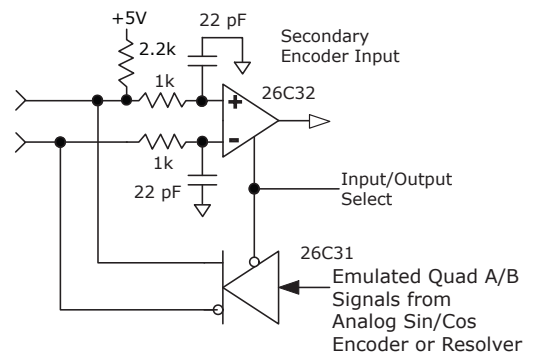 +5V
22 pF
2.2k
Secondary
Encoder Input
1k
26C32
+
-
1k
22 pF
Input/Output
Select
26C31
Emulated Quad A/B
Signals from
Analog Sin/Cos
Encoder or Resolver